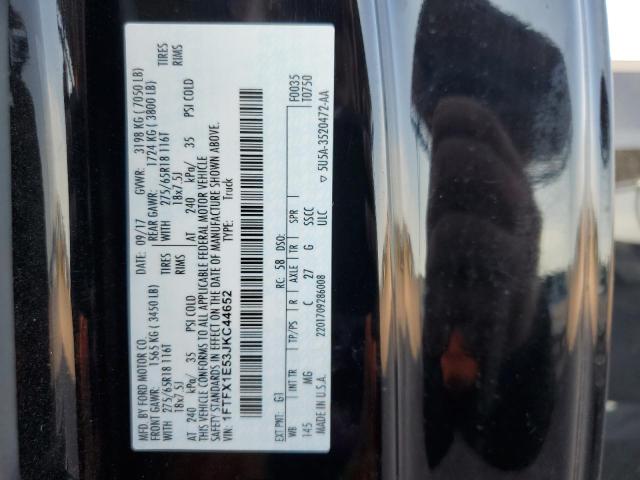 MFD. BY FORD MOTOR CO.
DATE: 09/17 GVWR: 3198 KG ( 7050 LB)
FRONT GAWR: 1565 KG ( 3450 LB) REAR GAWR: 1724 KG ( 3800 LB)
WITH 275/65R18 116T TIRES WITH 275/65R18 116T TIRES
18x7.5J RIMS 18x7.5J RIMS
AT 240 kPa/ 35 PSI COLD AT 240 kPa/ 35 PSI COLD
THIS VEHICLE CONFORMS TO ALL APPLICABLE FEDERAL MOTOR VEHICLE
SAFETY STANDARDS IN EFFECT ON THE DATE OF MANUFACTURE SHOWN ABOVE.
VIN: 1FTFX1E53JKC44652 TYPE: Truck
F0035
EXT PNT: G1 RC: 58 DSO: T0750
WB INT TR TP/PS R AXLE TR SPR
145 MG C 27 G SSCC
ULC
MADE IN U.S.A. 2201709286008 ▽ 5U5A-3520472-AA